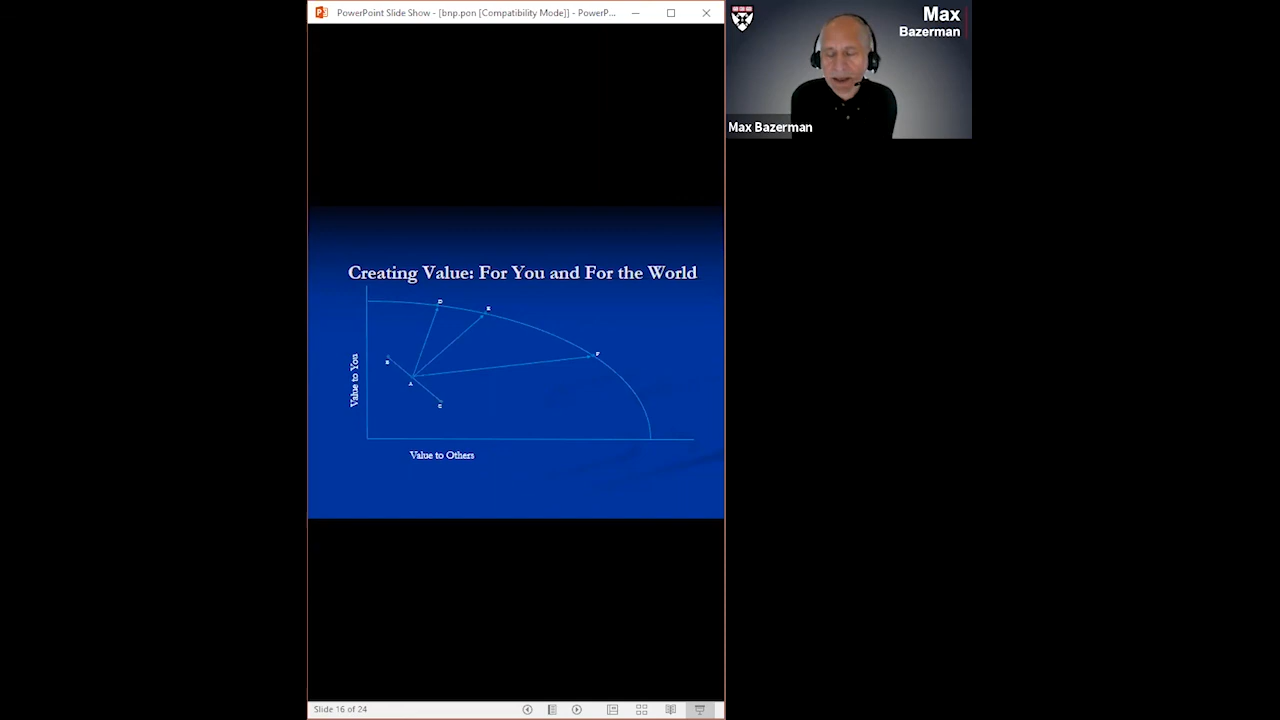 PowerPoint Slide Show - [bnp.pon [Compatibility Mode]] - PowerP...
Max
Bazerman
Max Bazerman
Creating Value: For You and For the World
D
E
F
B
A
C
Value to You
Value to Others
Slide 16 of 24